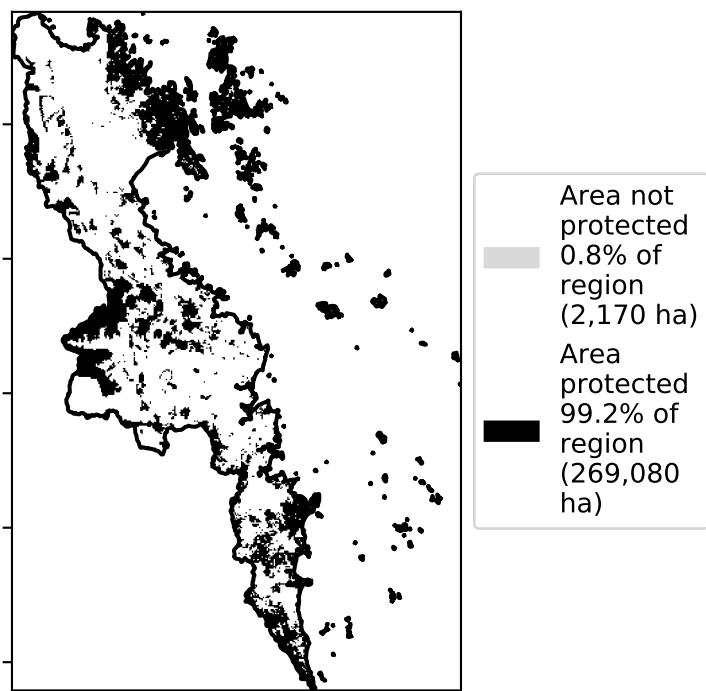 Area not
protected
0.8% of
region
(2,170 ha)
Area
protected
99.2% of
region
(269,080
ha)